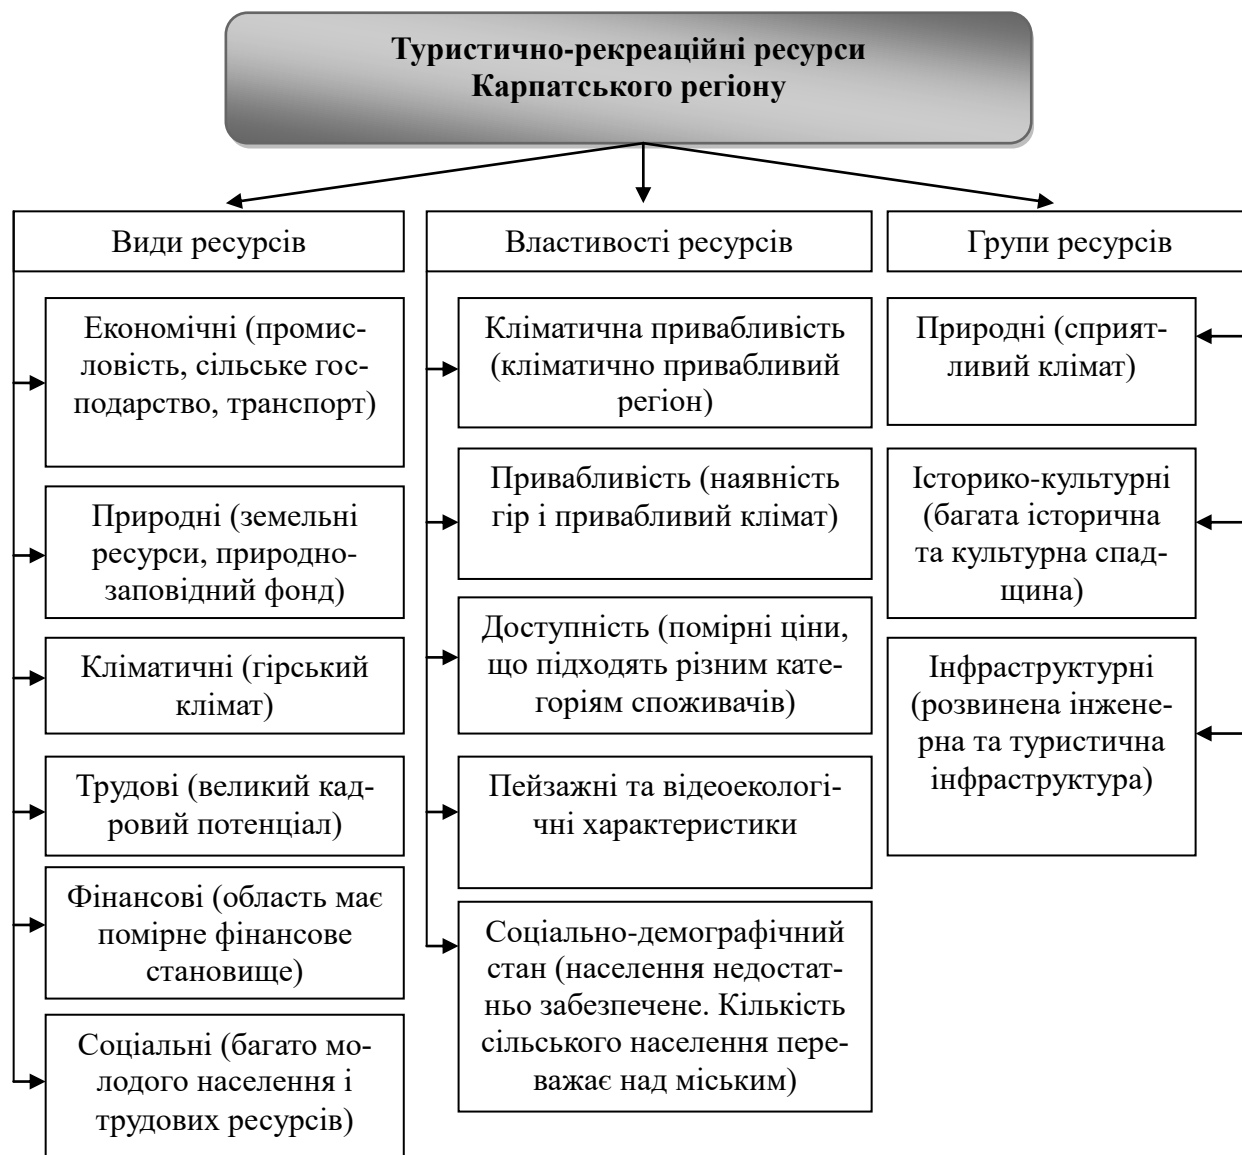 Туристично-рекреаційні ресурси
Карпатського регіону
Види ресурсів
Економічні (промис-
ловість, сільське гос-
подарство, транспорт)
Природні (земельні
ресурси, природно-
заповідний фонд)
Кліматичні (гірський
клімат)
Трудові (великий кад-
ровий потенціал)
Фінансові (область має
помірне фінансове
становище)
Соціальні (багато мо-
лодого населення і
трудових ресурсів)
Властивості ресурсів
Кліматична привабливість
(кліматично привабливий
регіон)
Привабливість (наявність
гір і привабливий клімат)
Доступність (помірні ціни,
що підходять різним кате-
горіям споживачів)
Пейзажні та відеоекологі-
чні характеристики
Соціально-демографічний
стан (населення недостат-
ньо забезпечене. Кількість
сільського населення пере-
важає над міським)
Групи ресурсів
Природні (сприят-
ливий клімат)
Історико-культурні
(багата історична
та культурна спад-
щина)
Інфраструктурні
(розвинена інжене-
рна та туристична
інфраструктура)